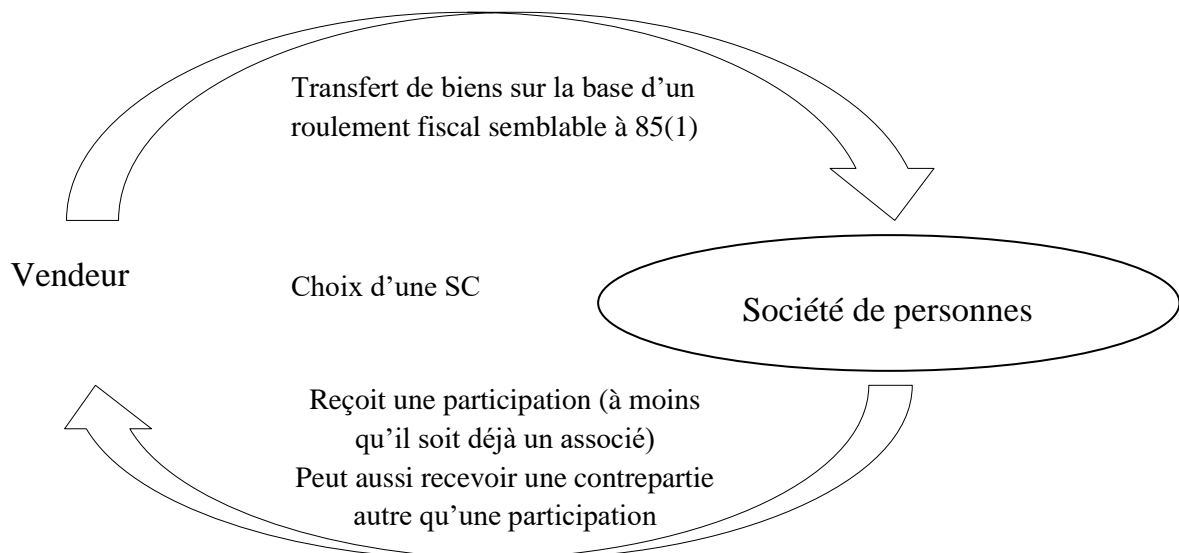 Transfert de biens sur la base d’un
roulement fiscal semblable à 85(1)
Vendeur
Choix d’une SC
Société de personnes
Reçoit une participation (à moins
qu’il soit déjà un associé)
Peut aussi recevoir une contrepartie
autre qu’une participation